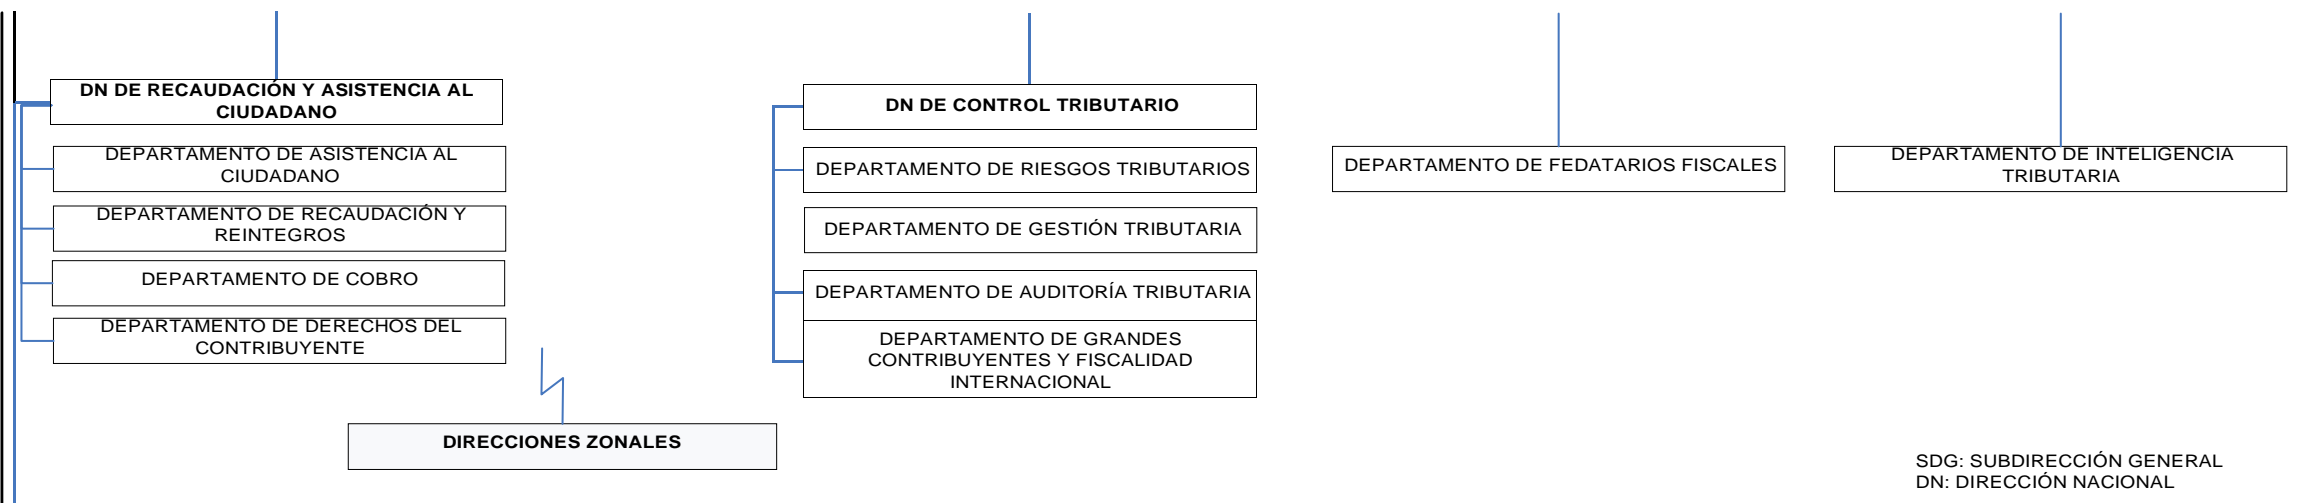 DN DE RECAUDACIÓN Y ASISTENCIA AL
CIUDADANO
DEPARTAMENTO DE ASISTENCIA AL
CIUDADANO
DEPARTAMENTO DE RECAUDACIÓN Y
REINTEGROS
DEPARTAMENTO DE COBRO
DEPARTAMENTO DE DERECHOS DEL
CONTRIBUYENTE
DIRECCIONES ZONALES
DN DE CONTROL TRIBUTARIO
DEPARTAMENTO DE RIESGOS TRIBUTARIOS
DEPARTAMENTO DE GESTIÓN TRIBUTARIA
DEPARTAMENTO DE AUDITORÍA TRIBUTARIA
DEPARTAMENTO DE GRANDES
CONTRIBUYENTES Y FISCALIDAD
INTERNACIONAL
DEPARTAMENTO DE FEDATARIOS FISCALES
DEPARTAMENTO DE INTELIGENCIA
TRIBUTARIA
SDG: SUBDIRECCIÓN GENERAL
DN: DIRECCIÓN NACIONAL